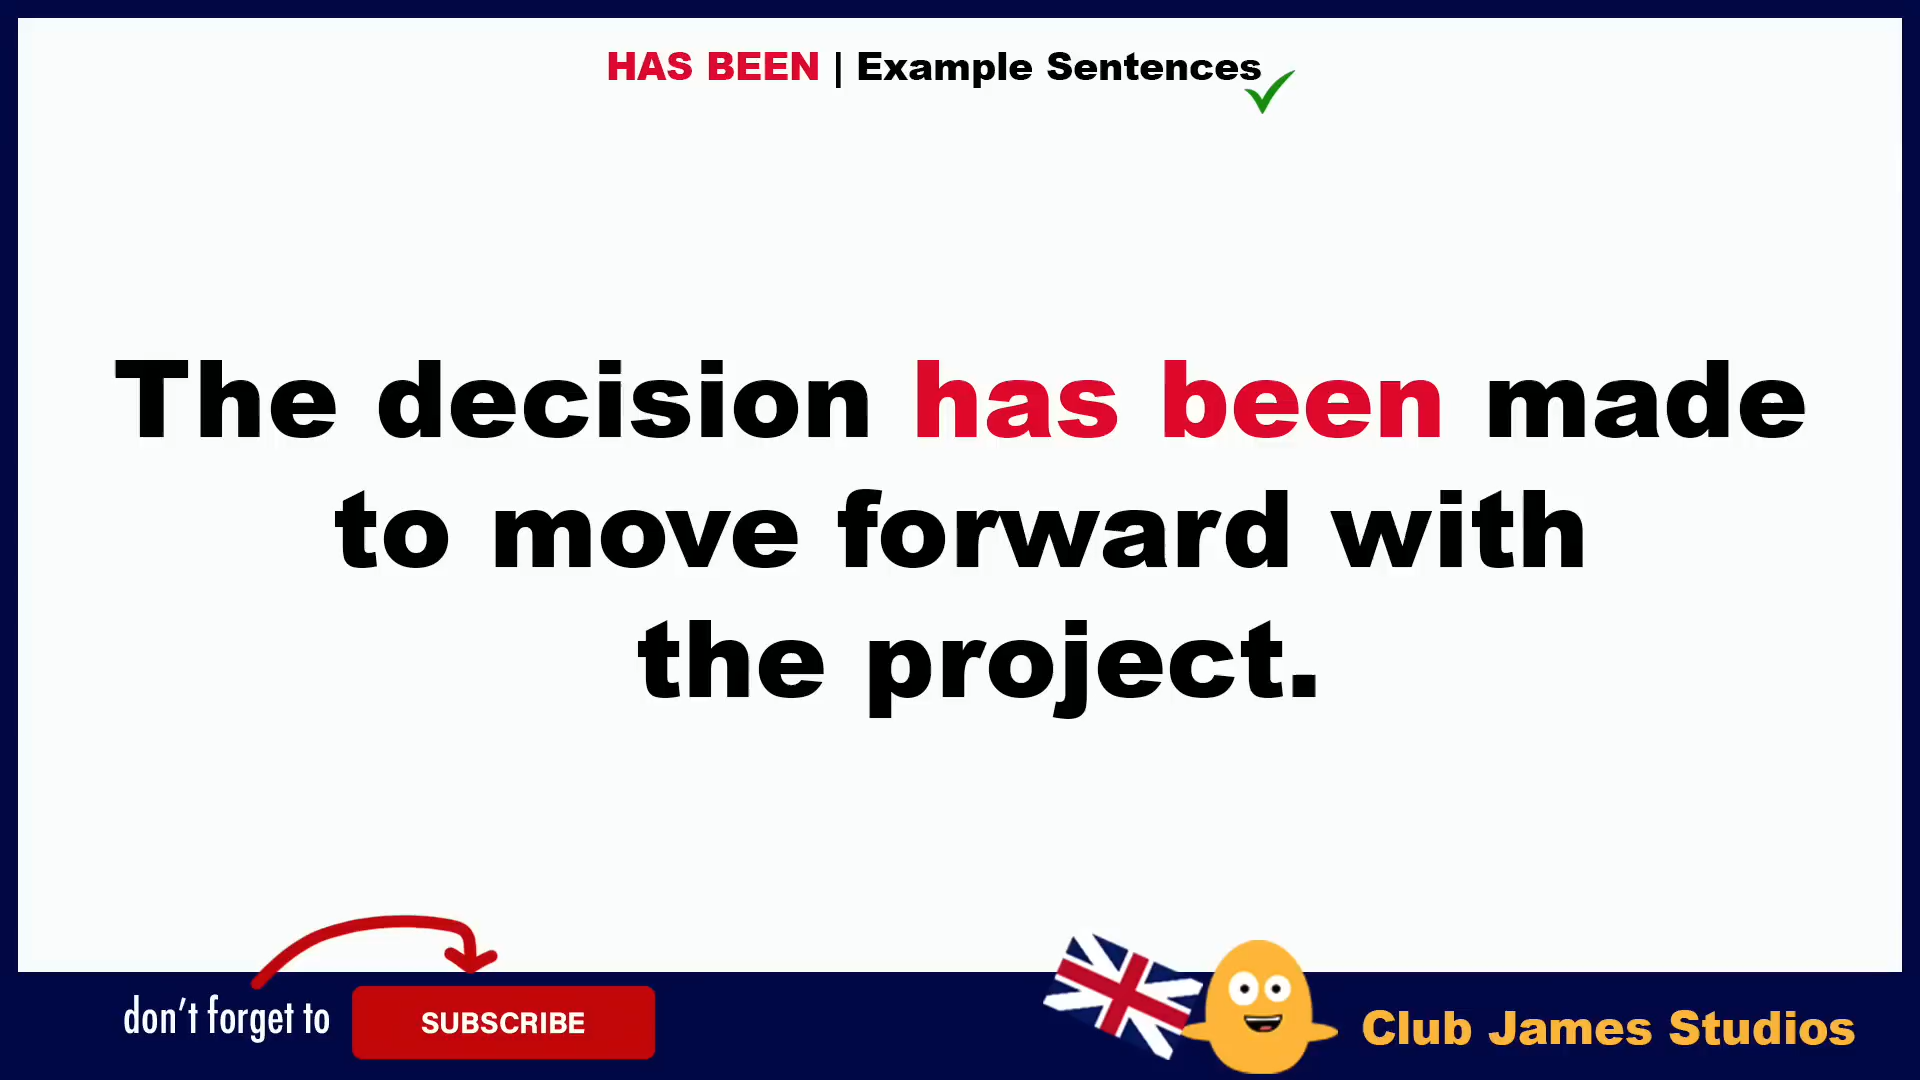 HAS BEEN | Example Sentences
The decision has been made
to move forward with
the project.
don't forget to
SUBSCRIBE
Club James Studios